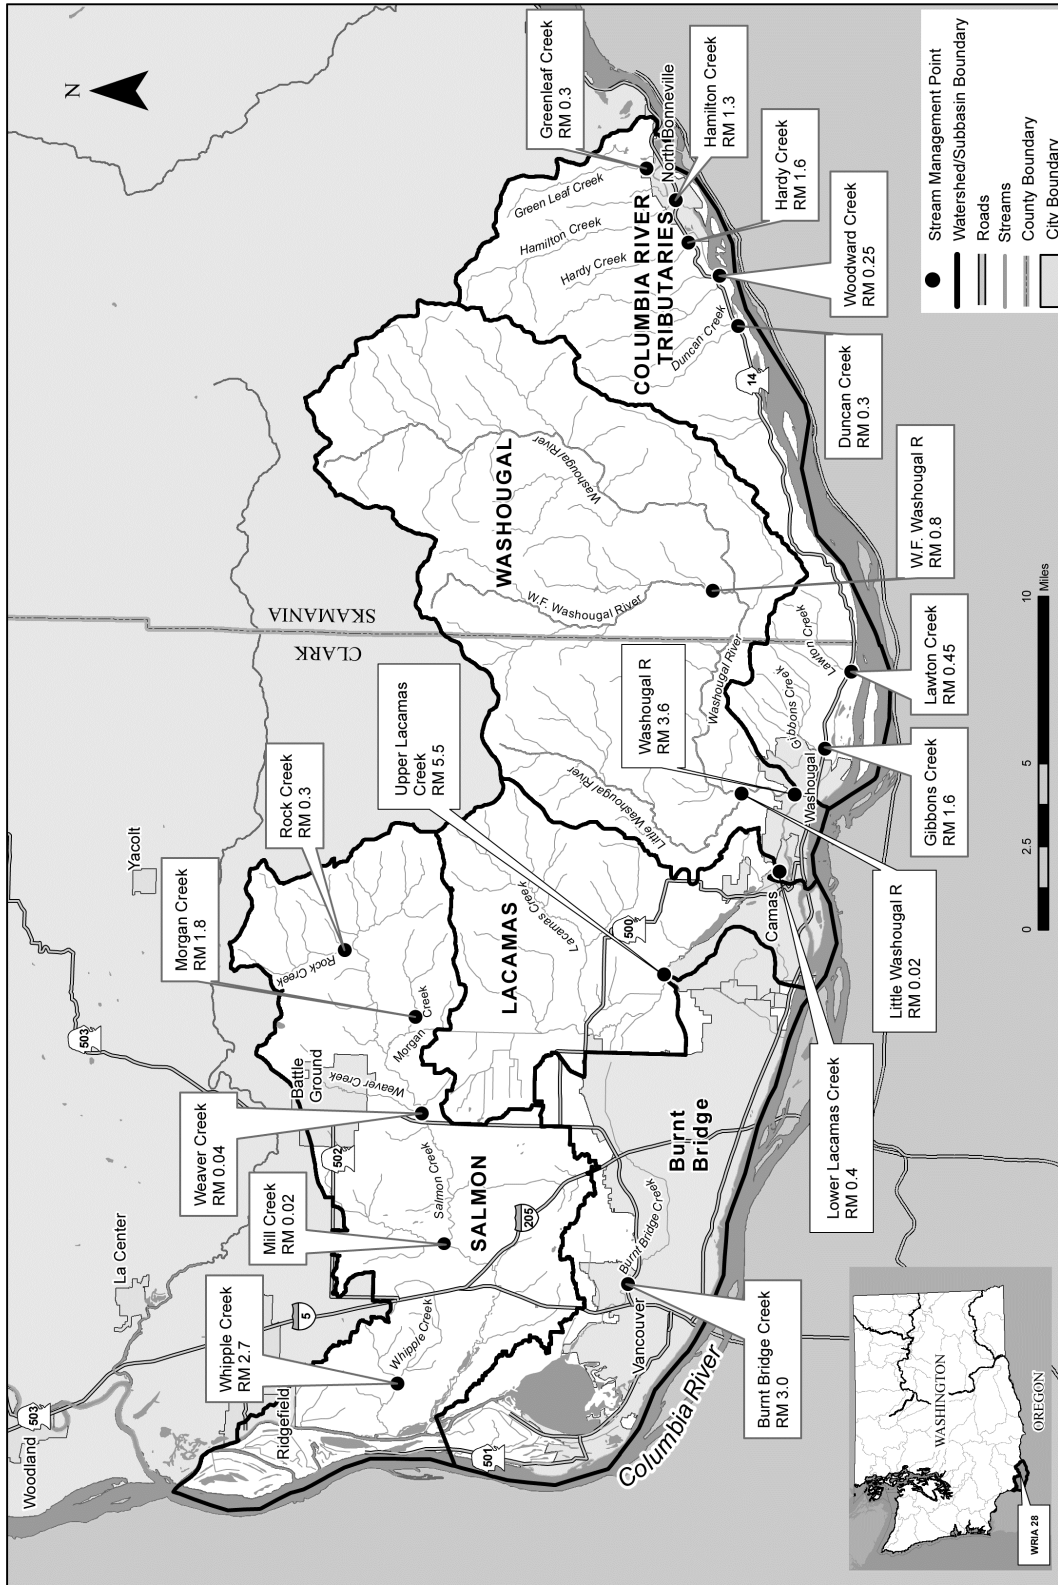 N
Greenleaf Creek
RM 0.3
North Bonneville
Hamilton Creek
RM 1.3
Hardy Creek
RM 1.6
Woodward Creek
RM 0.25
Duncan Creek
RM 0.3
W.F. Washougal R
RM 0.8
Lawton Creek
RM 0.45
Gibbons Creek
RM 1.6
Little Washougal R
RM 0.02
Washougal R
RM 3.6
Lower Lacamas Creek
RM 0.4
Upper Lacamas
Creek
RM 5.5
Rock Creek
RM 0.3
Morgan Creek
RM 1.8
Weaver Creek
RM 0.04
Mill Creek
RM 0.02
Whipple Creek
RM 2.7
Burnt Bridge Creek
RM 3.0
Green Leaf Creek
Hamilton Creek
Hardy Creek
Duncan Creek
COLUMBIA RIVER
TRIBUTARIES
14
WASHOUGAL
Washougal River
W.F. Washougal River
Washougal River
Little Washougal River
SKAMANIA
CLARK
Lawton Creek
Gibbons Creek
Washougal
Camas
LACAMAS
Lacamas Creek
500
Yacolt
Rock Creek
Morgan
Creek
Battle
Ground
Weaver Creek
503
502
Salmon Creek
SALMON
205
Burnt
Bridge
Burnt Bridge Creek
Vancouver
La Center
5
Whipple Creek
Ridgefield
501
503
Woodland
Columbia River
Stream Management Point
Watershed/Subbasin Boundary
Roads
Streams
County Boundary
City Boundary
0
2.5
5
10
Miles
WASHINGTON
OREGON
WRIA 28